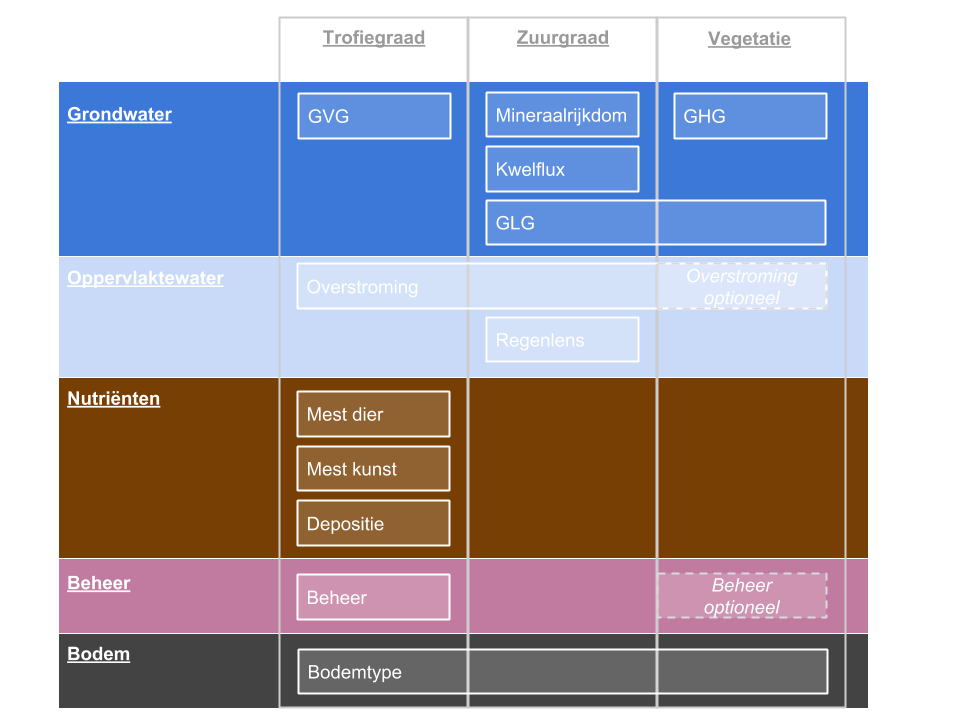 Trofiegraad
Zuurgraad
Vegetatie
Grondwater
GVG
Mineraalrijkdom
GHG
Kwelflux
GLG
Oppervlaktewater
Overstroming
Overstroming
optioneel
Regenlens
Nutriënten
Mest dier
Mest kunst
Depositie
Beheer
Beheer
Beheer
optioneel
Bodem
Bodemtype